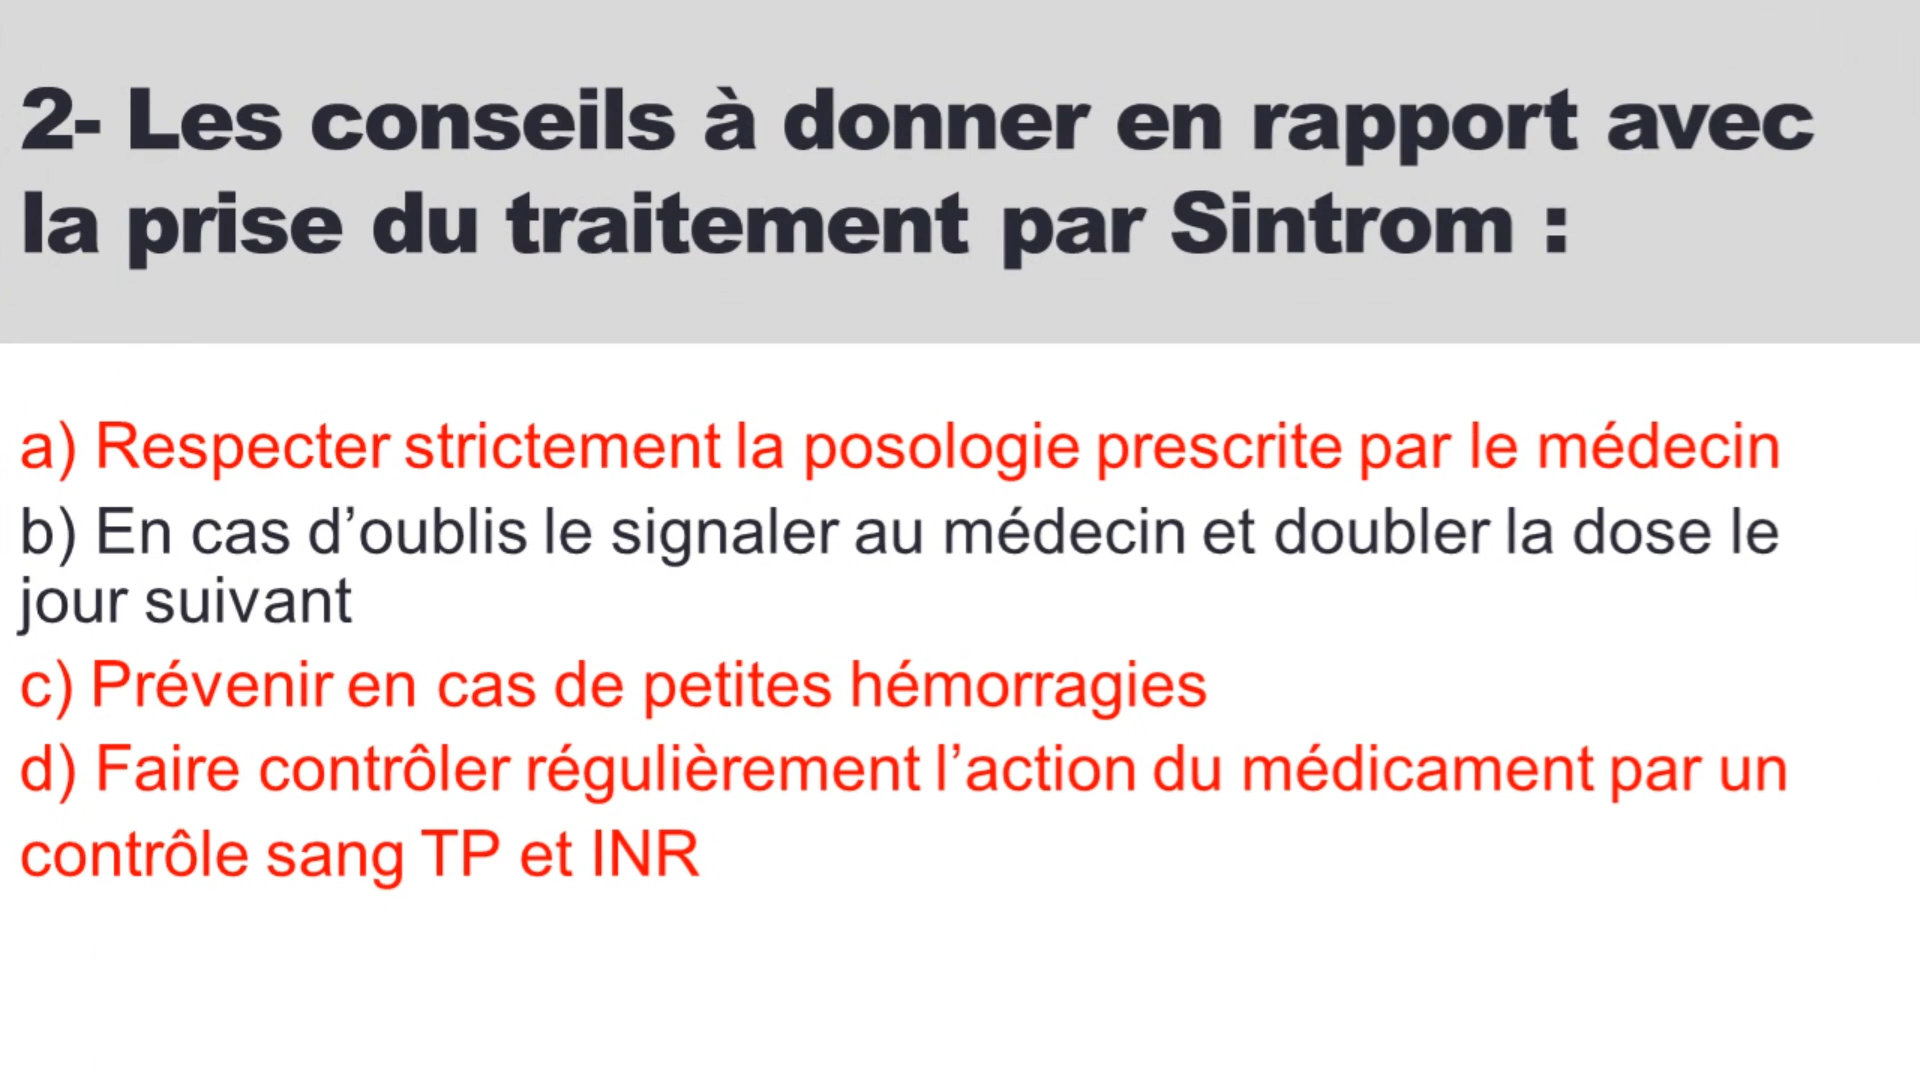 2- Les conseils à donner en rapport avec
la prise du traitement par Sintrom :
a) Respecter strictement la posologie prescrite par le médecin
b) En cas d’oublis le signaler au médecin et doubler la dose le
jour suivant
c) Prévenir en cas de petites hémorragies
d) Faire contrôler régulièrement l’action du médicament par un
contrôle sang TP et INR